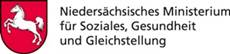 Niedersächsisches Ministerium
für Soziales, Gesundheit
und Gleichstellung